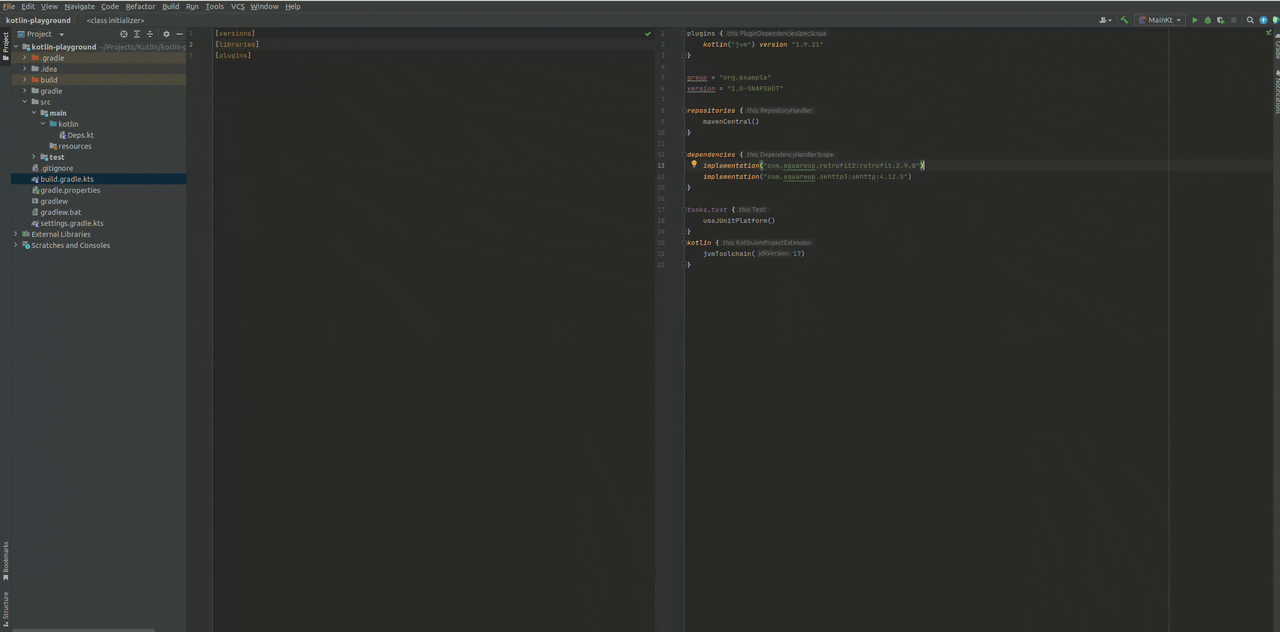 File Edit View Navigate Code Refactor Build Run Tools VCS Window Help
kotlin-playground <class initializer>
MainKt
Project
Project
kotlin-playground ~/Projects/Kotlin/kotlin-p
.gradle
.idea
build
gradle
src
main
kotlin
Deps.kt
resources
test
.gitignore
build.gradle.kts
gradle.properties
gradlew
gradlew.bat
settings.gradle.kts
External Libraries
Scratches and Consoles
Bookmarks
Structure
1 [versions]
2 [libraries]
3 [plugins]
1 plugins { this: PluginDependenciesSpecScope
2 kotlin("jvm") version "1.9.21"
3 }
4
5 group = "org.example"
6 version = "1.0-SNAPSHOT"
7
8 repositories { this: RepositoryHandler
9 mavenCentral()
10 }
11
12 dependencies { this: DependencyHandlerScope
13 implementation("com.squareup.retrofit2:retrofit:2.9.0")
14 implementation("com.squareup.okhttp3:okhttp:4.12.0")
15 }
16
17 tasks.test { this: Test!
18 useJUnitPlatform()
19 }
20 kotlin { this: KotlinJvmProjectExtension
21 jvmToolchain( jdkVersion: 17)
22 }
Notifications